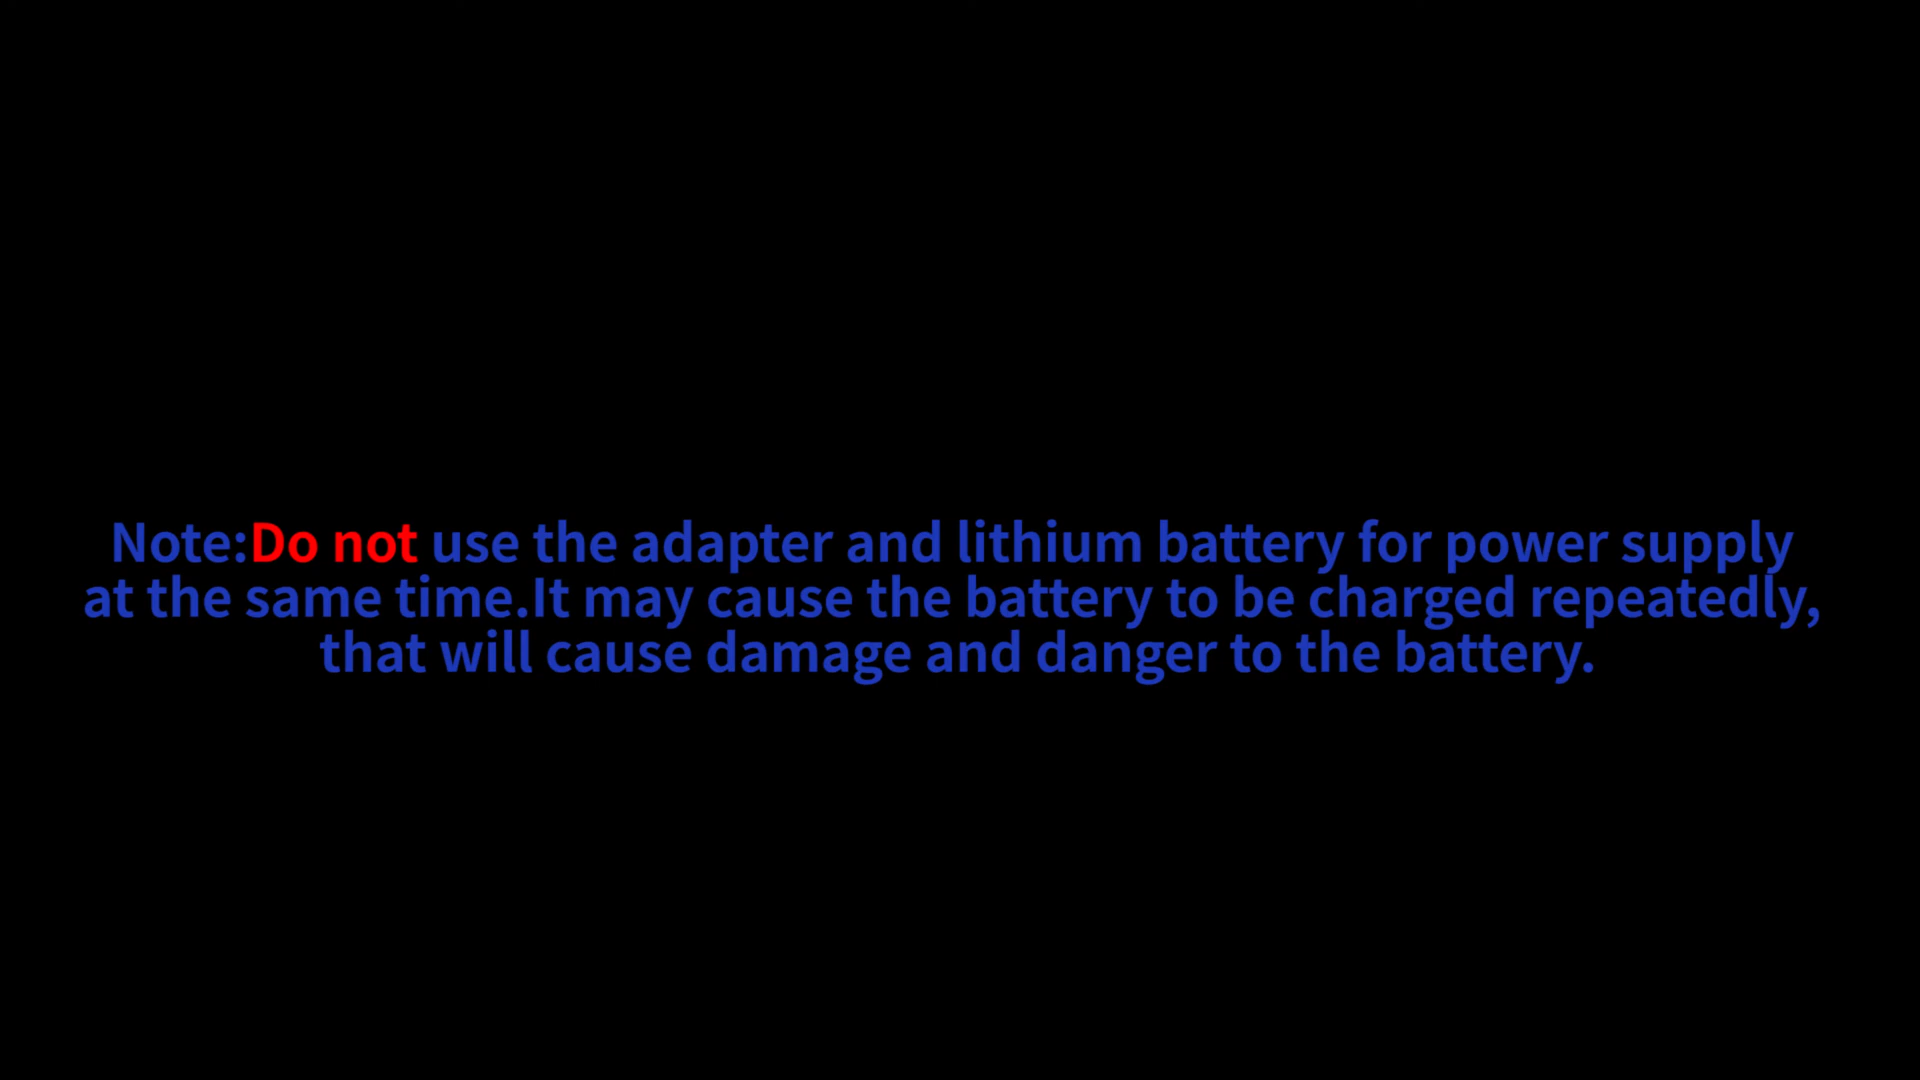 Note:Do not use the adapter and lithium battery for power supply
at the same time.It may cause the battery to be charged repeatedly,
that will cause damage and danger to the battery.